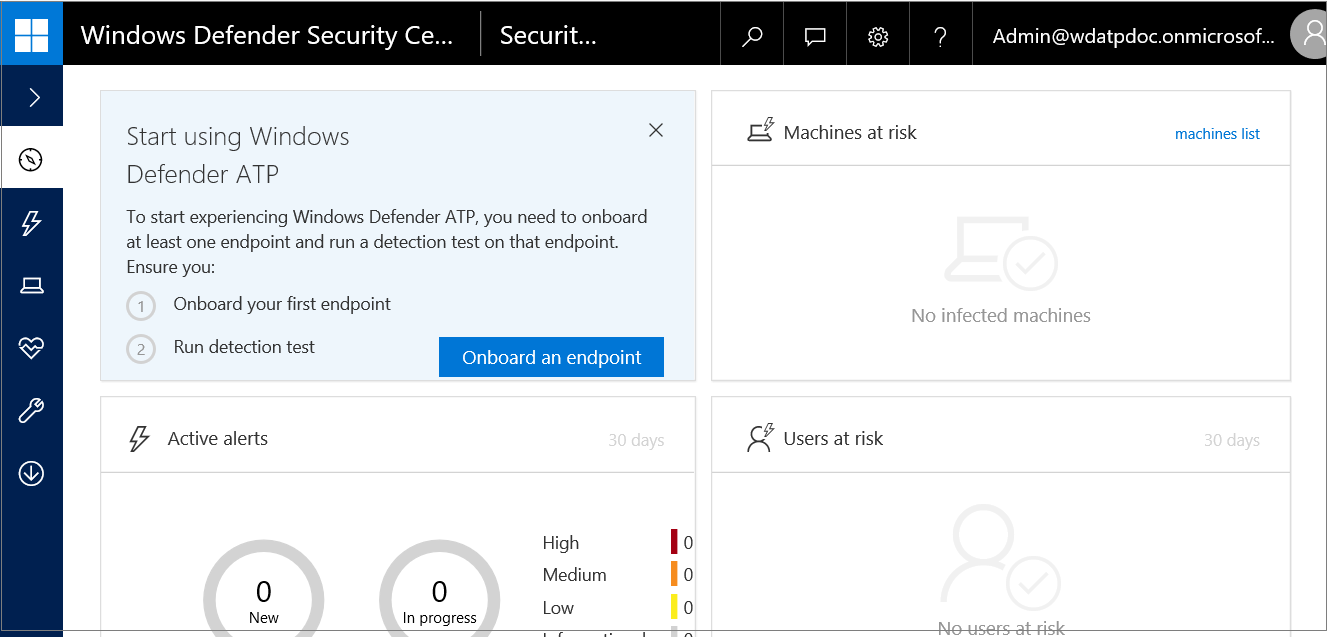 Windows Defender Security Ce...
Securit...
Admin@wdatpdoc.onmicrosof...
Start using Windows
Defender ATP
To start experiencing Windows Defender ATP, you need to onboard
at least one endpoint and run a detection test on that endpoint.
Ensure you:
1 Onboard your first endpoint
2 Run detection test
Onboard an endpoint
Machines at risk
machines list
No infected machines
Active alerts
30 days
0
New
0
In progress
High 0
Medium 0
Low 0
Users at risk
30 days
No users at risk